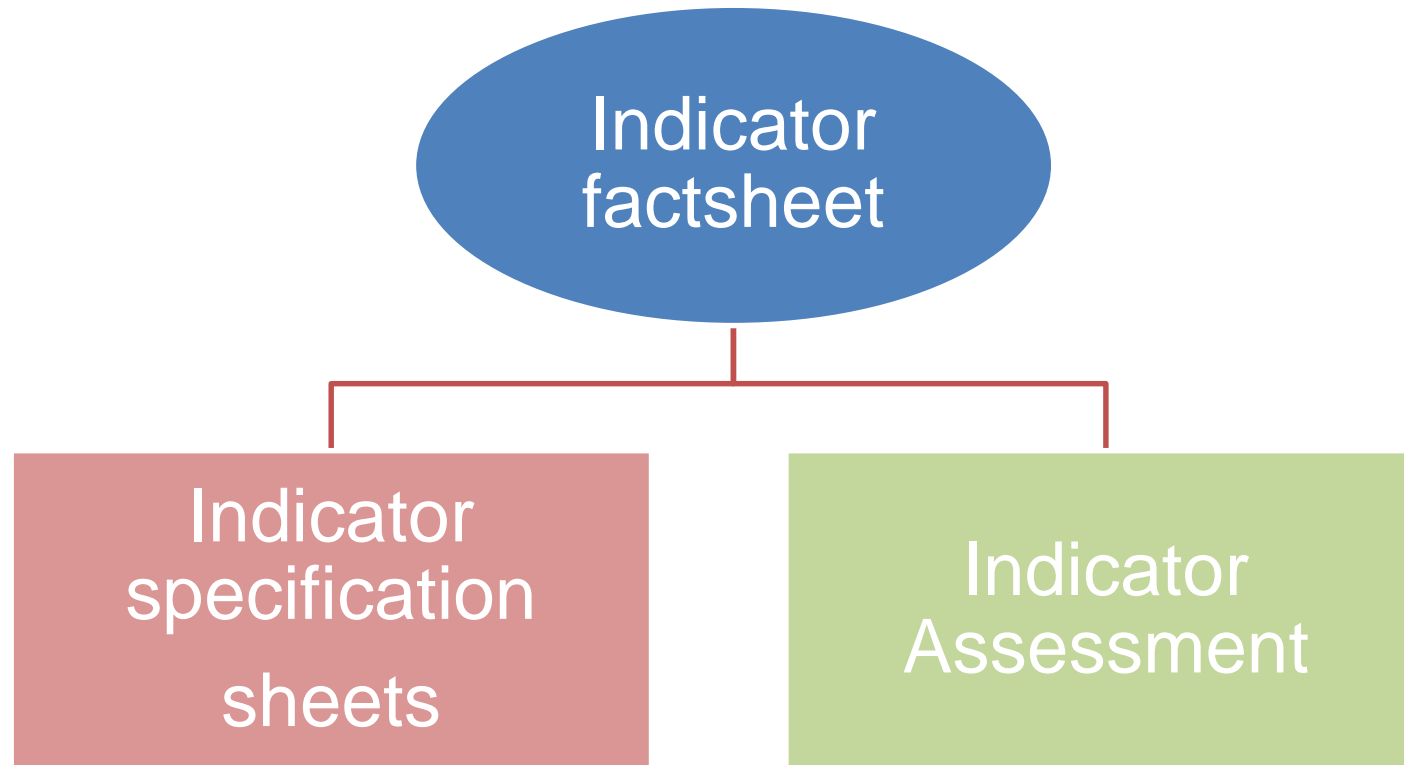 Indicator
factsheet
Indicator
specification
sheets
Indicator
Assessment